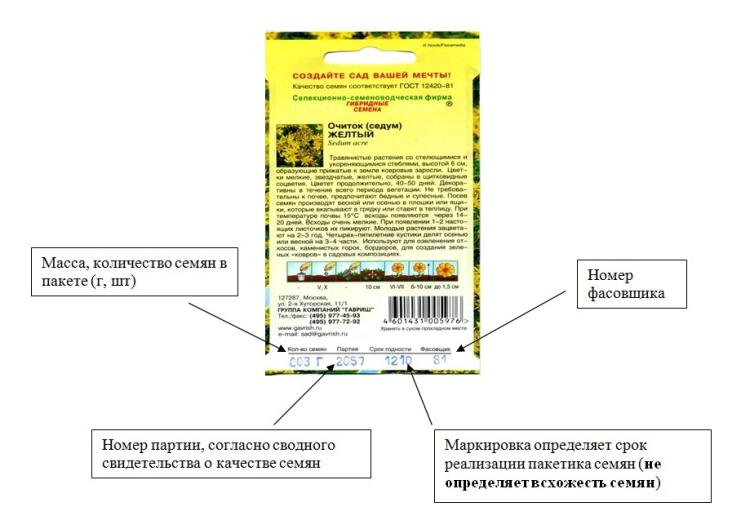 © Nook/Floramedia
СОЗДАЙТЕ САД ВАШЕЙ МЕЧТЫ!
Качество семян соответствует ГОСТ 12420–81
Селекционно-семеноводческая фирма
ГИБРИДНЫЕ
СЕМЕНА
®
Очиток (седум)
ЖЕЛТЫЙ
Sedum acre
Травянистые растения со стелющимися и
укореняющимися стеблями, высотой 6 см,
образующие прижатые к земле ковровые заросли. Цвет-
ки мелкие, звездчатые, желтые, собраны в щитковидные
соцветия. Цветет продолжительно, 40–50 дней. Декора-
тивны в течение всего периода вегетации. Не требова-
тельны к почве, предпочитают бедные и супесные. Посев
семян производят весной или осенью в плошки или ящи-
ки, которые вкапывают в грядку или ставят в теплицу. При
температуре почвы 15°С всходы появляются через 14–
20 дней. Всходы очень мелкие. При появлении 1–2 насто-
ящих листочков их пикируют. Молодые растения зацвета-
ют на 2–3 год. Четырех–пятилетние кустики делят осенью
или весной на 3–4 части. Используют для озеленения от-
косов, каменистых горок, бордюров, для создания зеле-
ных «ковров» в садовых композициях.
- V, X - 10 см VI-VII 6-10 см до 1,5 см
127287, Москва,
ул. 2-я Хуторская, 11/1
ГРУППА КОМПАНИЙ "ГАВРИШ"
Тел./факс: (495) 977-45-93
(495) 977-72-92
www.gavrish.ru
e-mail: sad@gavrish.ru
4 601431 005976 >
Хранить в сухом прохладном месте
Кол-во семян Партия Срок годности Фасовщик
003 Г 2057 1210 81
Масса, количество семян в
пакете (г, шт)
Номер
фасовщика
Номер партии, согласно сводного
свидетельства о качестве семян
Маркировка определяет срок
реализации пакетика семян (не
определяет всхожесть семян)